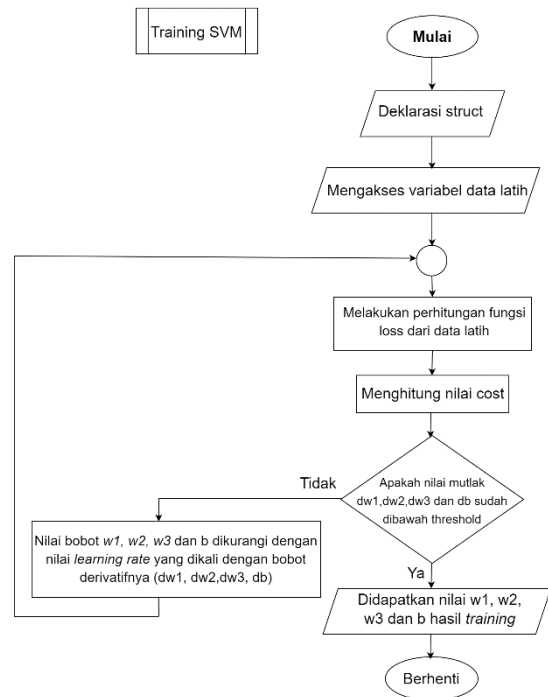 Training SVM
Mulai
Deklarasi struct
Mengakses variabel data latih
Melakukan perhitungan fungsi
loss dari data latih
Menghitung nilai cost
Apakah nilai mutlak
dw1,dw2,dw3 dan db sudah
dibawah threshold
Tidak
Nilai bobot w1, w2, w3 dan b dikurangi dengan
nilai learning rate yang dikali dengan bobot
derivatifnya (dw1, dw2,dw3, db)
Ya
Didapatkan nilai w1, w2,
w3 dan b hasil training
Berhenti